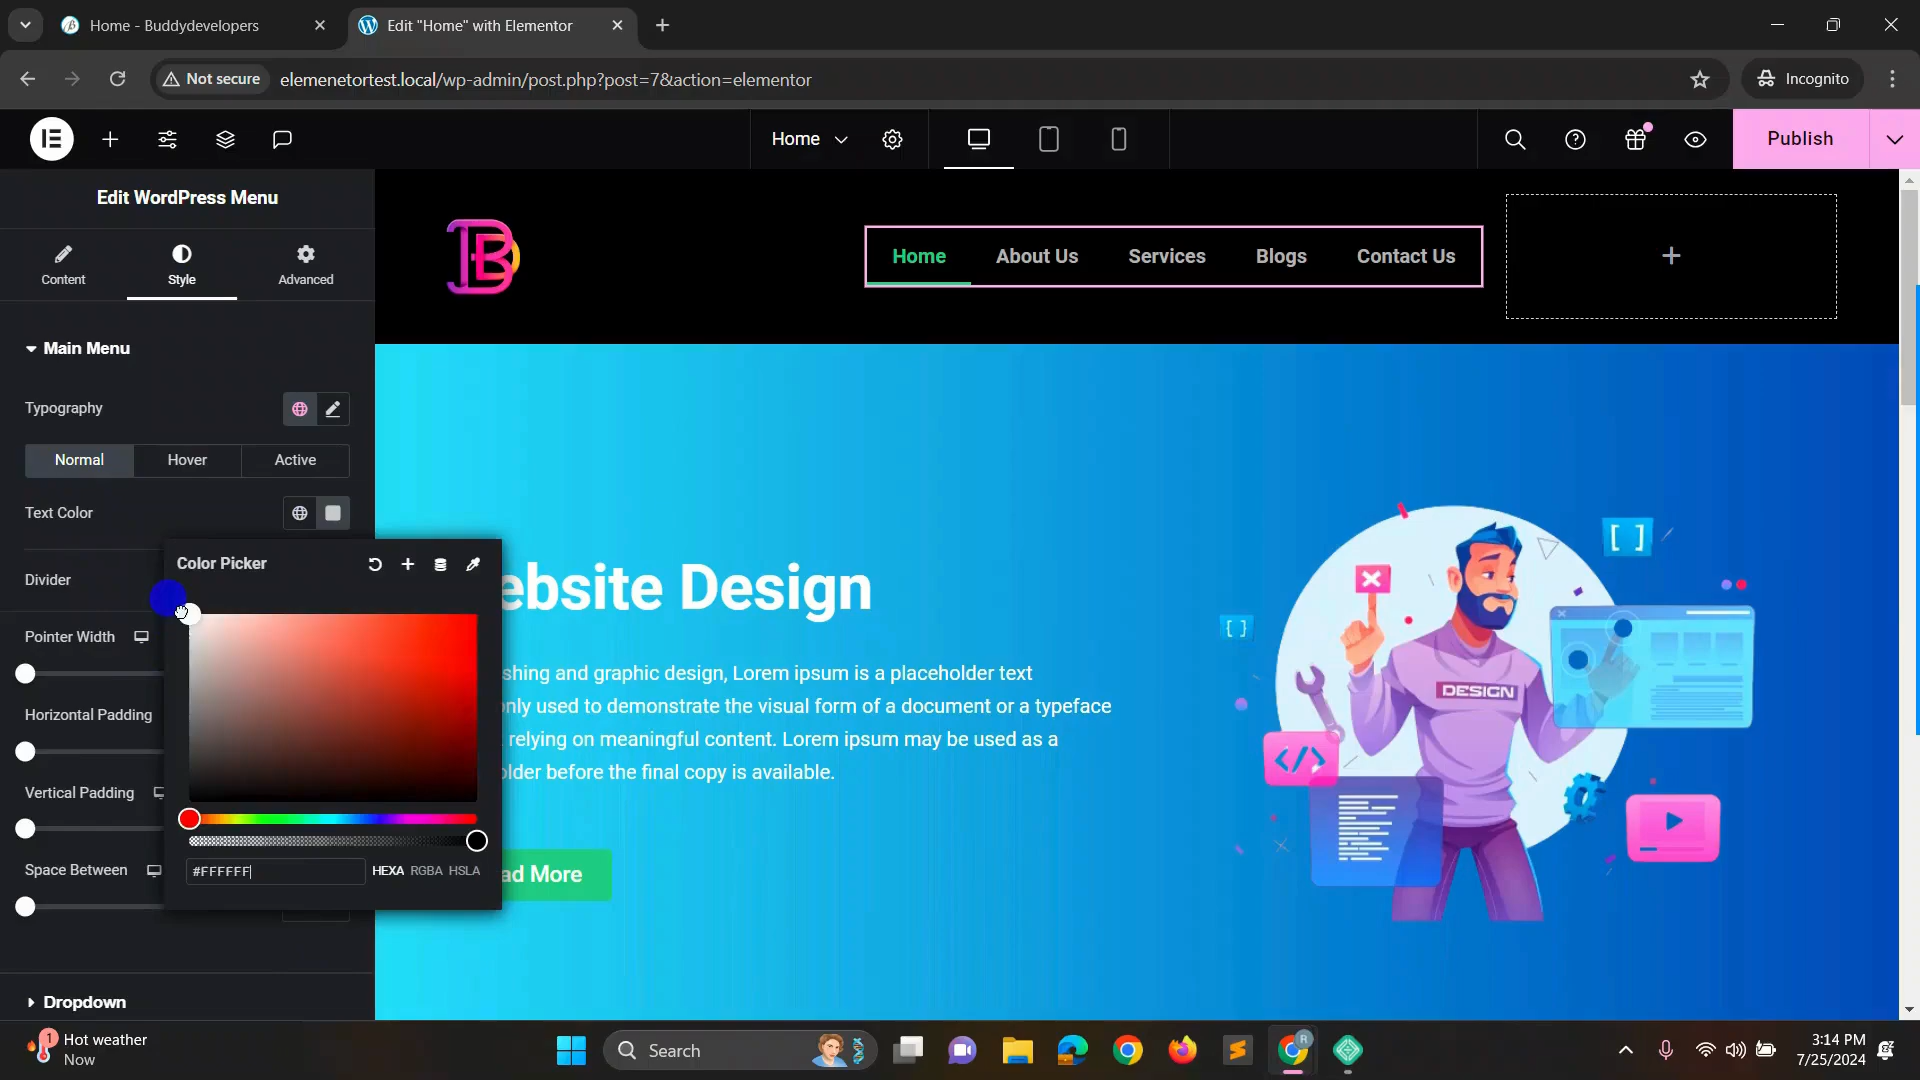 Home - Buddydevelopers
Edit "Home" with Elementor
Not secure
elemenetortest.local/wp-admin/post.php?post=7&action=elementor
Incognito
Home
Publish
Edit WordPress Menu
Content
Style
Advanced
Main Menu
Typography
Normal
Hover
Active
Text Color
Divider
Pointer Width
Horizontal Padding
Vertical Padding
Space Between
Dropdown
Color Picker
#FFFFFF
HEXA RGBA HSLA
Home
About Us
Services
Blogs
Contact Us
ebsite Design
shing and graphic design, Lorem ipsum is a placeholder text
only used to demonstrate the visual form of a document or a typeface
relying on meaningful content. Lorem ipsum may be used as a
older before the final copy is available.
ad More
DESIGN
Hot weather
Now
1
Search
R
3:14 PM
7/25/2024